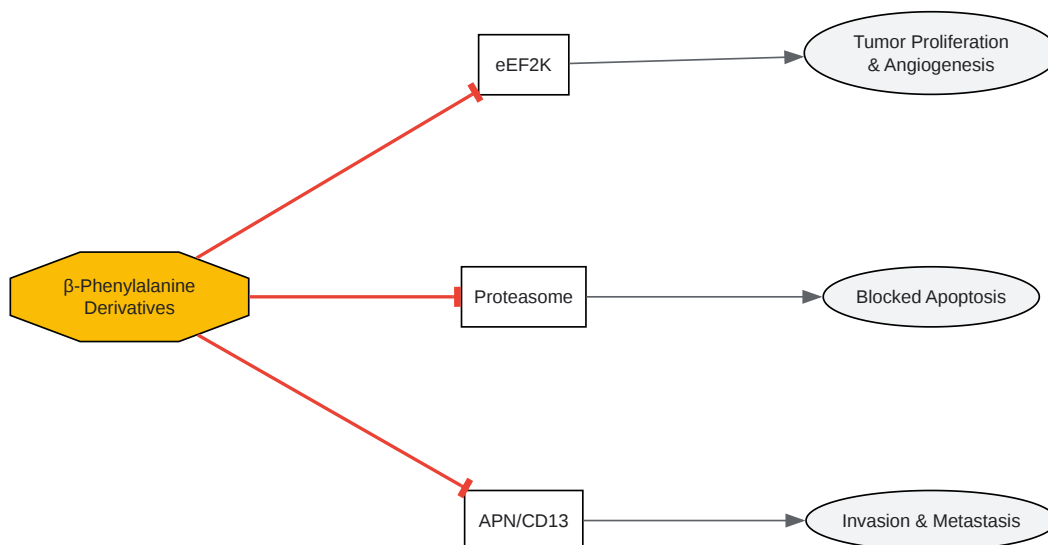 eEF2K
Tumor Proliferation
& Angiogenesis
β-Phenylalanine
Derivatives
Proteasome
Blocked Apoptosis
APN/CD13
Invasion & Metastasis